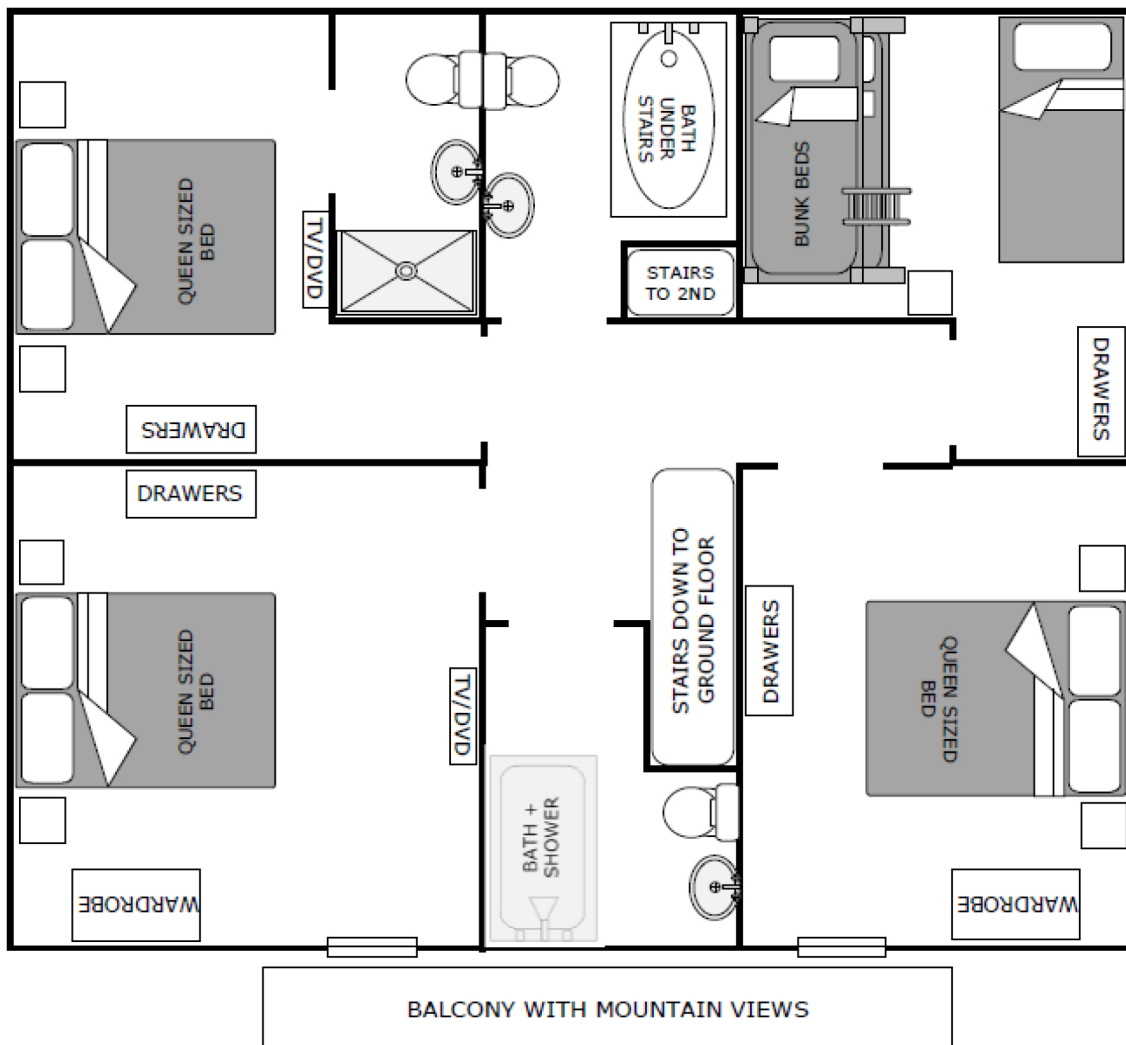 QUEEN SIZED
BED
TV/DVD
DRAWERS
BATH
UNDER
STAIRS
STAIRS
TO 2ND
BUNK BEDS
DRAWERS
DRAWERS
QUEEN SIZED
BED
TV/DVD
WARDROBE
STAIRS DOWN TO
GROUND FLOOR
BATH +
SHOWER
DRAWERS
QUEEN SIZED
BED
WARDROBE
BALCONY WITH MOUNTAIN VIEWS